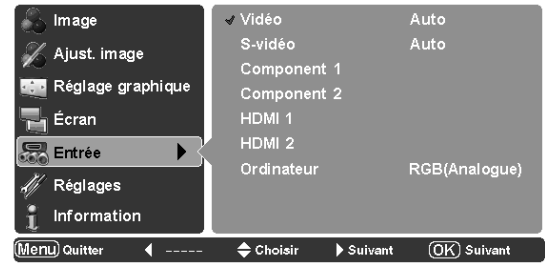 Image
Ajust. image
Réglage graphique
Écran
Entrée
Réglages
Information
Vidéo Auto
S-vidéo Auto
Component 1
Component 2
HDMI 1
HDMI 2
Ordinateur RGB(Analogue)
Menu Quitter ----- Choisir Suivant OK Suivant